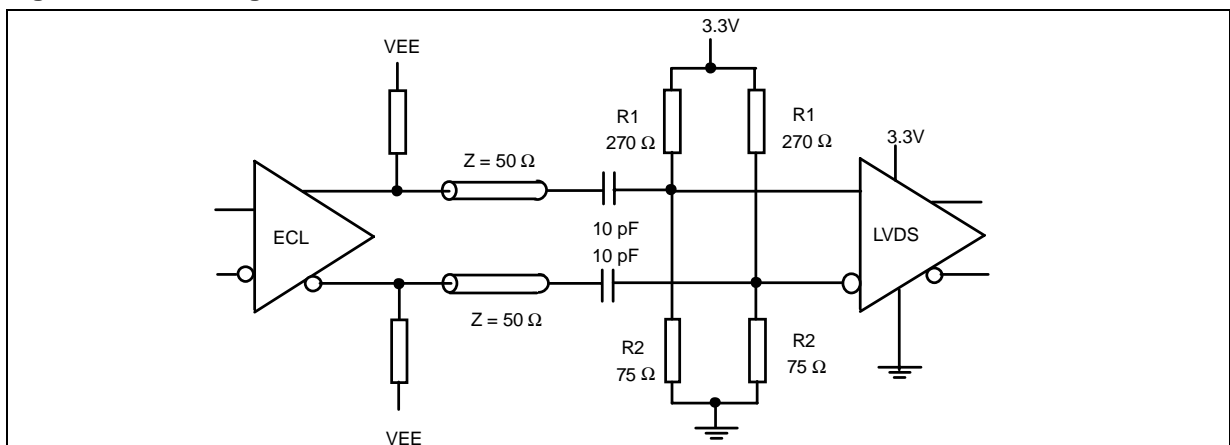 3.3V
VEE
R1
270 Ω
R1
270 Ω
3.3V
Z = 50 Ω
10 pF
10 pF
ECL
LVDS
Z = 50 Ω
R2
75 Ω
R2
75 Ω
VEE